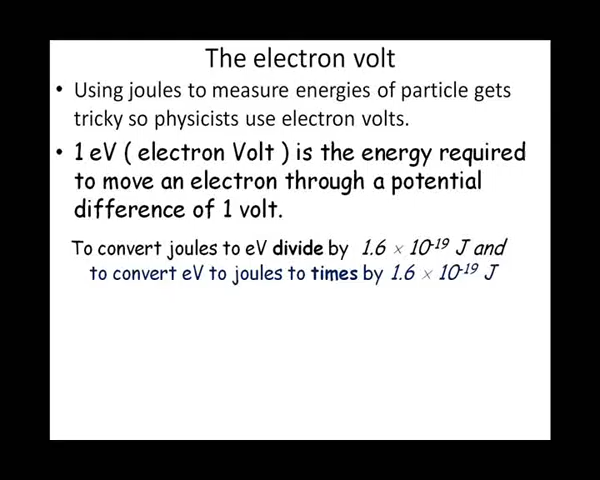 The electron volt
• Using joules to measure energies of particle gets
tricky so physicists use electron volts.
• 1 eV ( electron Volt ) is the energy required
to move an electron through a potential
difference of 1 volt.
To convert joules to eV divide by 1.6 × 10⁻¹⁹ J and
to convert eV to joules to times by 1.6 × 10⁻¹⁹ J